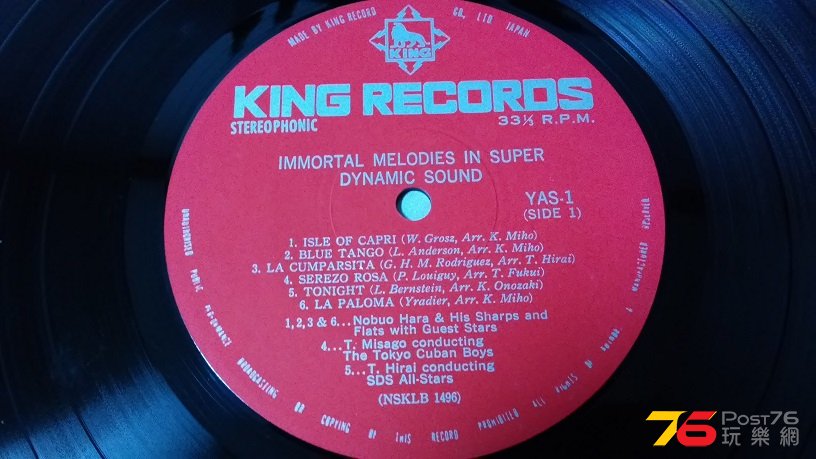 MADE BY KING RECORD CO, LTD JAPAN
KING
KING RECORDS
STEREOPHONIC
33⅓ R.P.M.
IMMORTAL MELODIES IN SUPER
DYNAMIC SOUND
YAS-1
(SIDE 1)
1. ISLE OF CAPRI (W. Grosz, Arr. K. Miho)
2. BLUE TANGO (L. Anderson, Arr. K. Miho)
3. LA CUMPARSITA (G. H. M. Rodriguez, Arr. T. Hirai)
4. SEREZO ROSA (P. Louiguy, Arr. T. Fukui)
5. TONIGHT (L. Bernstein, Arr. K. Onozaki)
6. LA PALOMA (Yradier, Arr. K. Miho)
1, 2, 3 & 6... Nobuo Hara & His Sharps and
Flats with Guest Stars
4... T. Misago conducting
The Tokyo Cuban Boys
5... T. Hirai conducting
SDS All-Stars
(NSKLB 1496)
UNAUTHORIZED PUBLIC PERFORMANCE BROADCASTING OR COPYING OF THIS RECORD PROHIBITED ALL RIGHTS OF
76 Post76
玩樂網